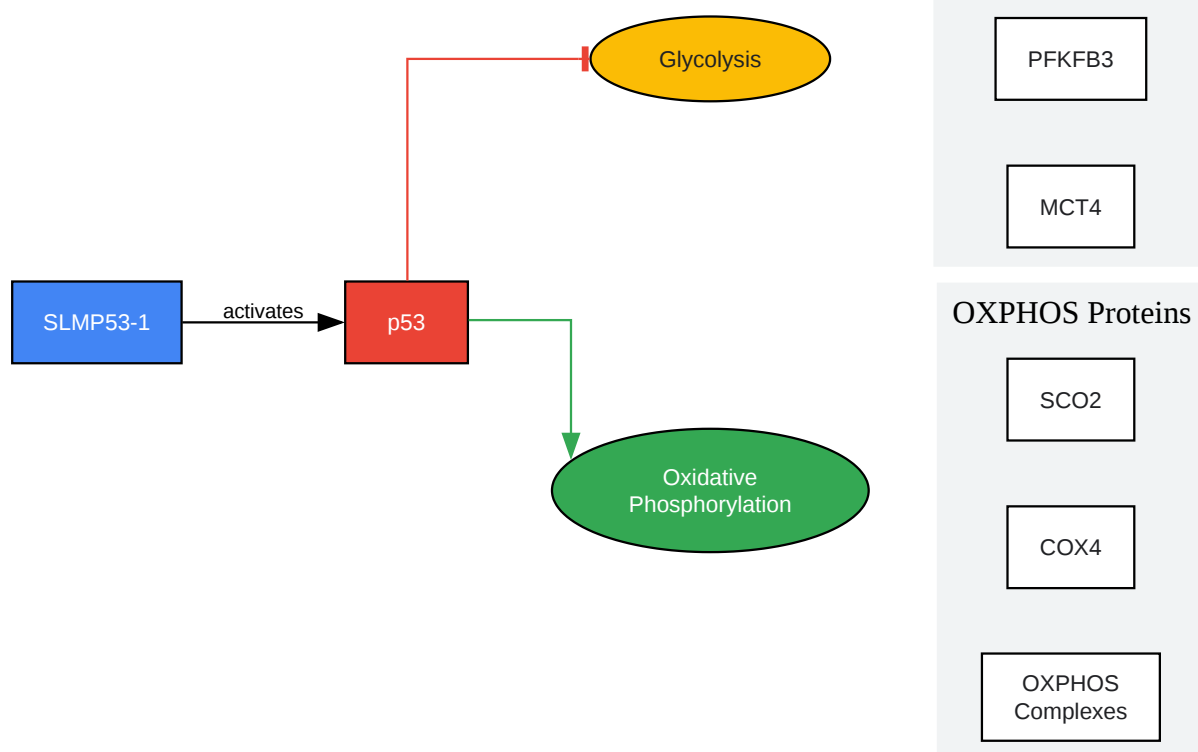 Glycolysis
PFKFB3
MCT4
SLMP53-1
activates
p53
OXPHOS Proteins
SCO2
Oxidative
Phosphorylation
COX4
OXPHOS
Complexes